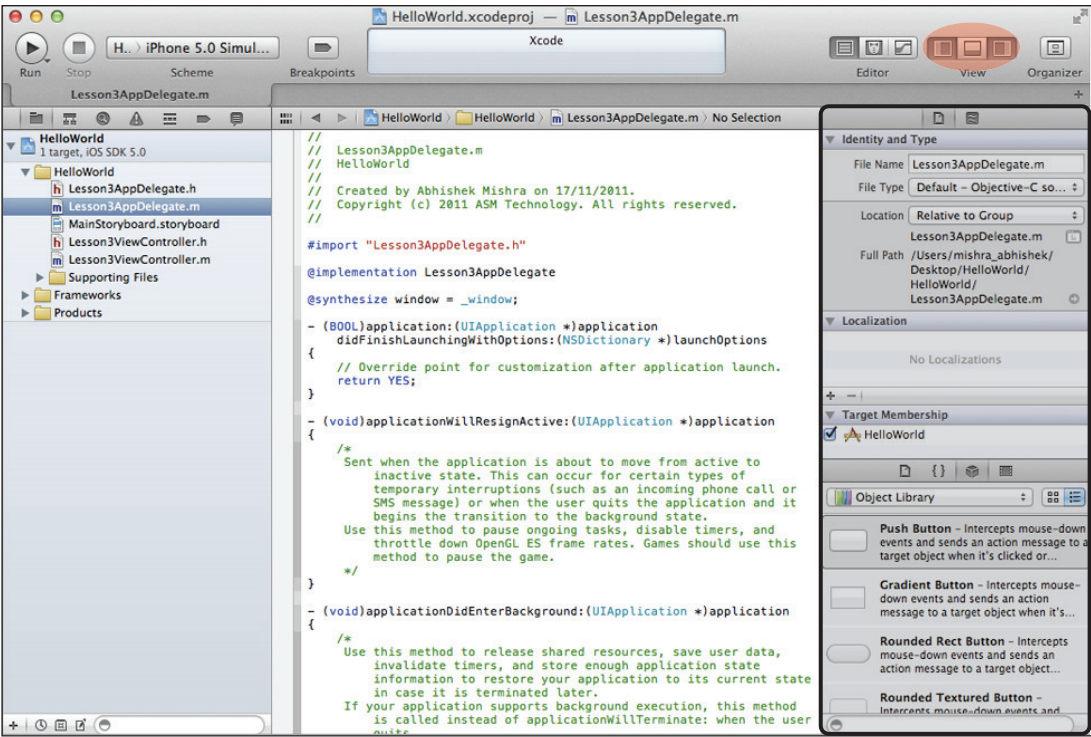 HelloWorld.xcodeproj — m Lesson3AppDelegate.m
H.. › iPhone 5.0 Simul...
Xcode
Run Stop Scheme Breakpoints Editor View Organizer
Lesson3AppDelegate.m
HelloWorld
1 target, iOS SDK 5.0
HelloWorld
h Lesson3AppDelegate.h
m Lesson3AppDelegate.m
MainStoryboard.storyboard
h Lesson3ViewController.h
m Lesson3ViewController.m
Supporting Files
Frameworks
Products
HelloWorld › HelloWorld › m Lesson3AppDelegate.m › No Selection
//
//  Lesson3AppDelegate.m
//  HelloWorld
//
//  Created by Abhishek Mishra on 17/11/2011.
//  Copyright (c) 2011 ASM Technology. All rights reserved.
//
#import "Lesson3AppDelegate.h"
@implementation Lesson3AppDelegate
@synthesize window = _window;
- (BOOL)application:(UIApplication *)application
didFinishLaunchingWithOptions:(NSDictionary *)launchOptions
{
// Override point for customization after application launch.
return YES;
}
- (void)applicationWillResignActive:(UIApplication *)application
{
/*
Sent when the application is about to move from active to
inactive state. This can occur for certain types of
temporary interruptions (such as an incoming phone call or
SMS message) or when the user quits the application and it
begins the transition to the background state.
Use this method to pause ongoing tasks, disable timers, and
throttle down OpenGL ES frame rates. Games should use this
method to pause the game.
*/
}
- (void)applicationDidEnterBackground:(UIApplication *)application
{
/*
Use this method to release shared resources, save user data,
invalidate timers, and store enough application state
information to restore your application to its current state
in case it is terminated later.
If your application supports background execution, this method
is called instead of applicationWillTerminate: when the user
quits.
Identity and Type
File Name Lesson3AppDelegate.m
File Type Default - Objective-C so...
Location Relative to Group
Lesson3AppDelegate.m
Full Path /Users/mishra_abhishek/
Desktop/HelloWorld/
HelloWorld/
Lesson3AppDelegate.m
Localization
No Localizations
Target Membership
HelloWorld
{}
Object Library
Push Button - Intercepts mouse-down
events and sends an action message to a
target object when it's clicked or...
Gradient Button - Intercepts mouse-
down events and sends an action
message to a target object when it's...
Rounded Rect Button - Intercepts
mouse-down events and sends an
action message to a target object...
Rounded Textured Button -
Intercepts mouse-down events and